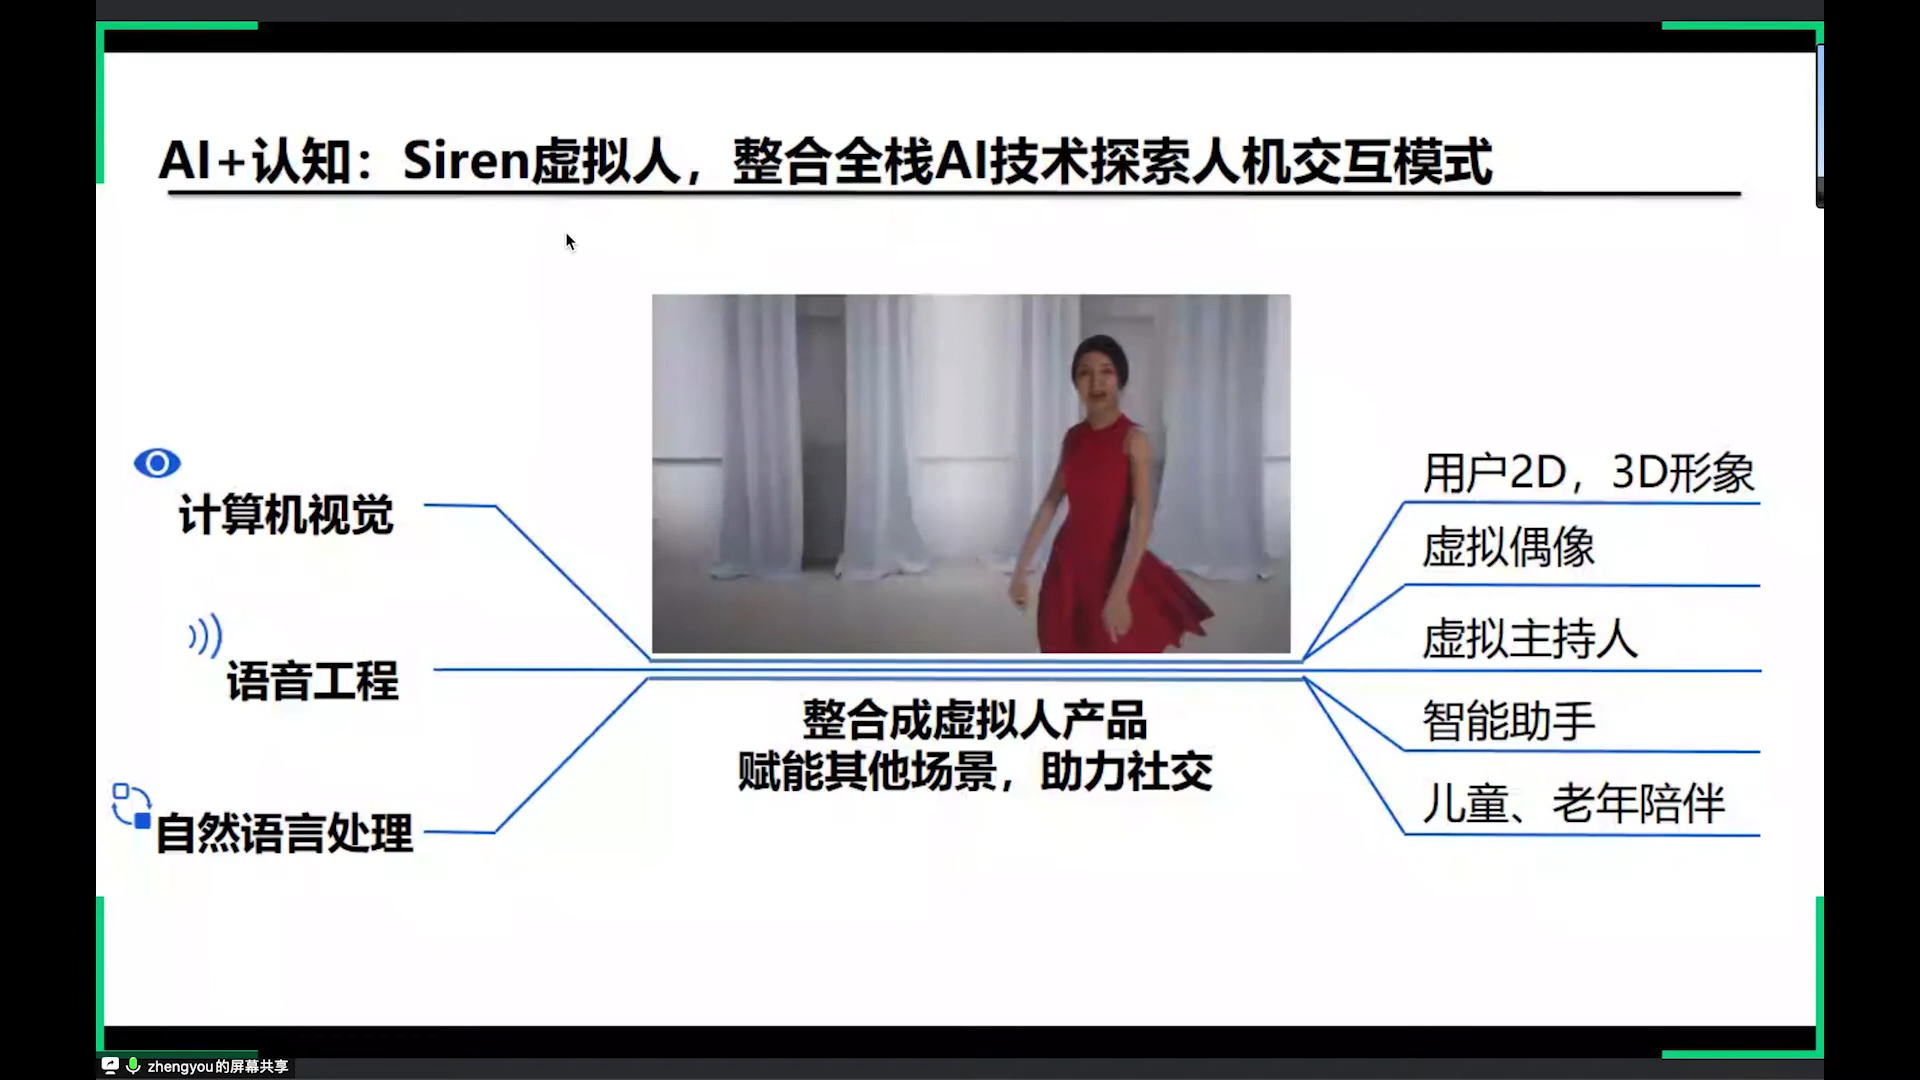 AI+认知：Siren虚拟人，整合全栈AI技术探索人机交互模式
计算机视觉
语音工程
自然语言处理
整合成虚拟人产品
赋能其他场景，助力社交
用户2D，3D形象
虚拟偶像
虚拟主持人
智能助手
儿童、老年陪伴
zhengyou的屏幕共享